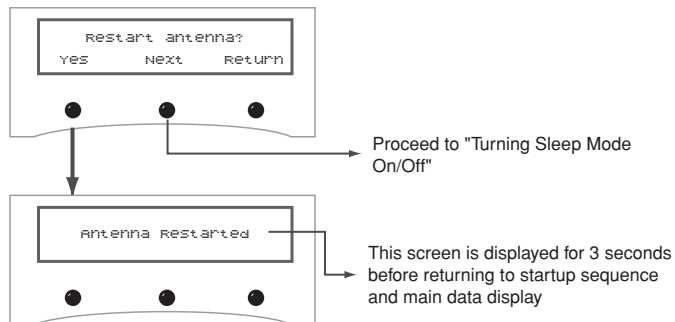 Restart antenna?
Yes Next Return
Proceed to "Turning Sleep Mode
On/Off"
Antenna Restarted
This screen is displayed for 3 seconds
before returning to startup sequence
and main data display